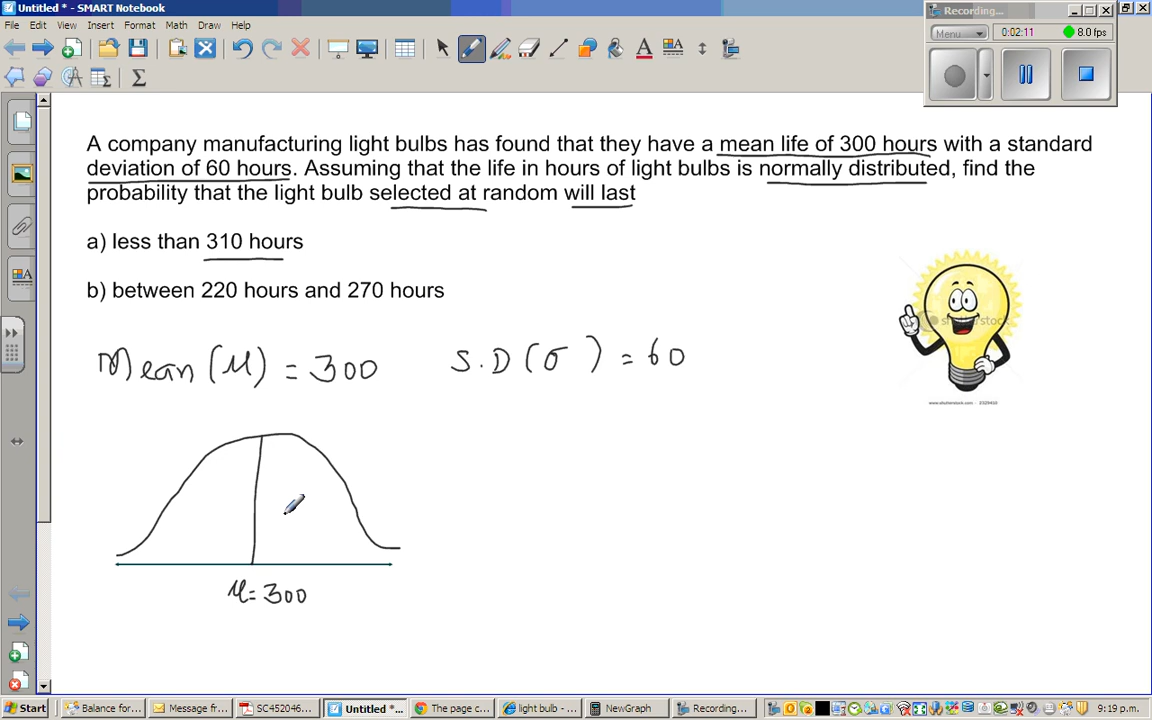 Untitled * - SMART Notebook
File Edit View Insert Format Math Draw Help
Recording...
Menu
0:02:11
8.0 fps
A company manufacturing light bulbs has found that they have a mean life of 300 hours with a standard
deviation of 60 hours. Assuming that the life in hours of light bulbs is normally distributed, find the
probability that the light bulb selected at random will last
a) less than 310 hours
b) between 220 hours and 270 hours
shutterstock
Mean (μ) = 300 S.D (σ ) = 60
μ = 300
Start
Balance for...
Message from ...
SC452046...
Untitled *...
The page c...
light bulb - ...
NewGraph
Recording...
9:19 p.m.